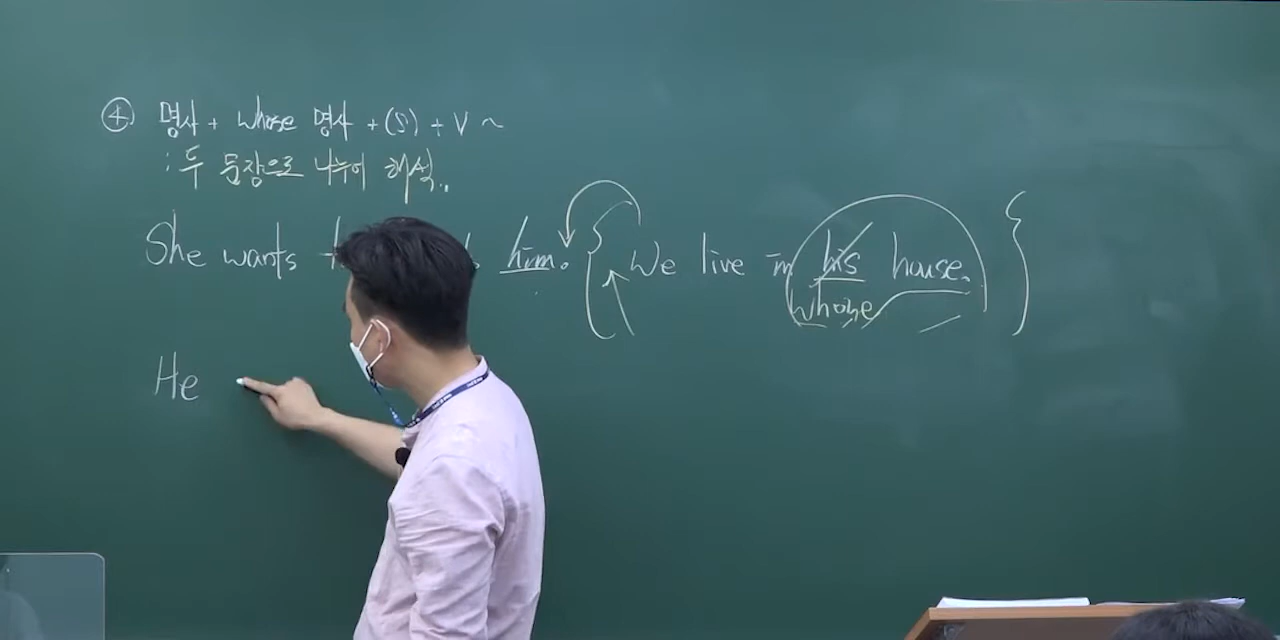 ④ 명사 + whose 명사 + (S) + V ~
: 두 문장으로 나누어 해석..
She wants him. { We live in his house. }
whose
He